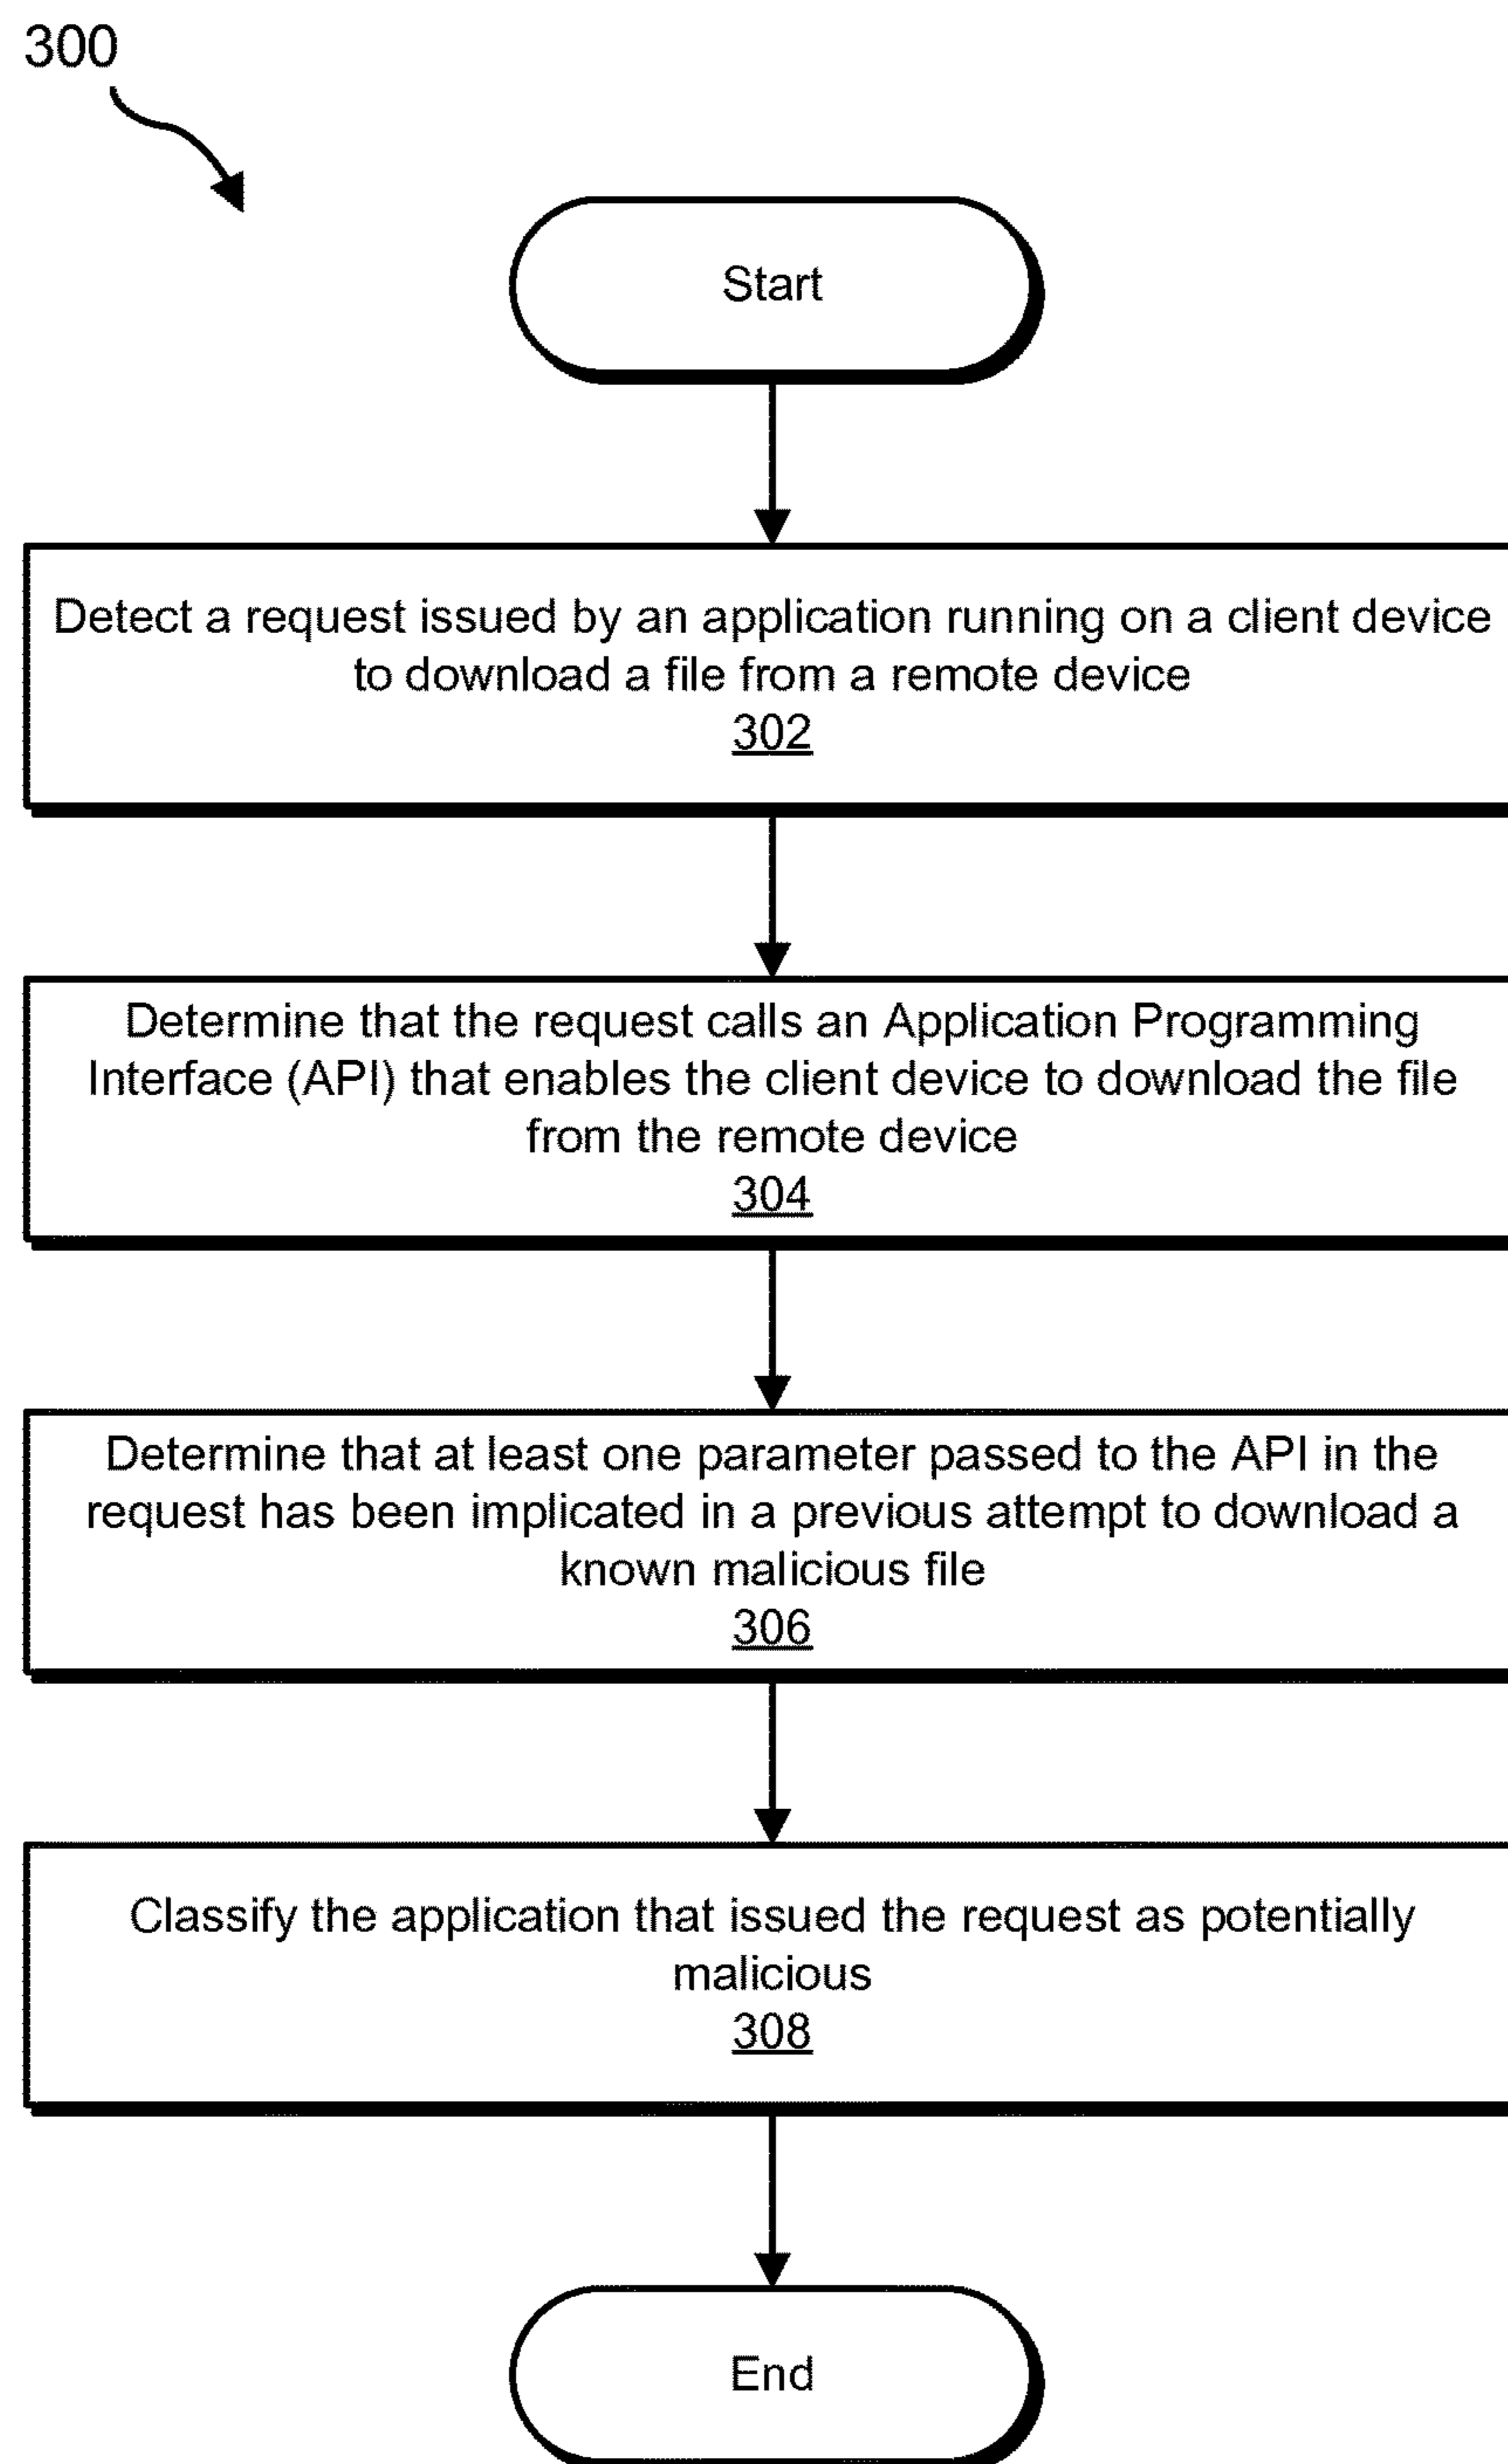 300
Start
Detect a request issued by an application running on a client device
to download a file from a remote device
302
Determine that the request calls an Application Programming
Interface (API) that enables the client device to download the file
from the remote device
304
Determine that at least one parameter passed to the API in the
request has been implicated in a previous attempt to download a
known malicious file
306
Classify the application that issued the request as potentially
malicious
308
End